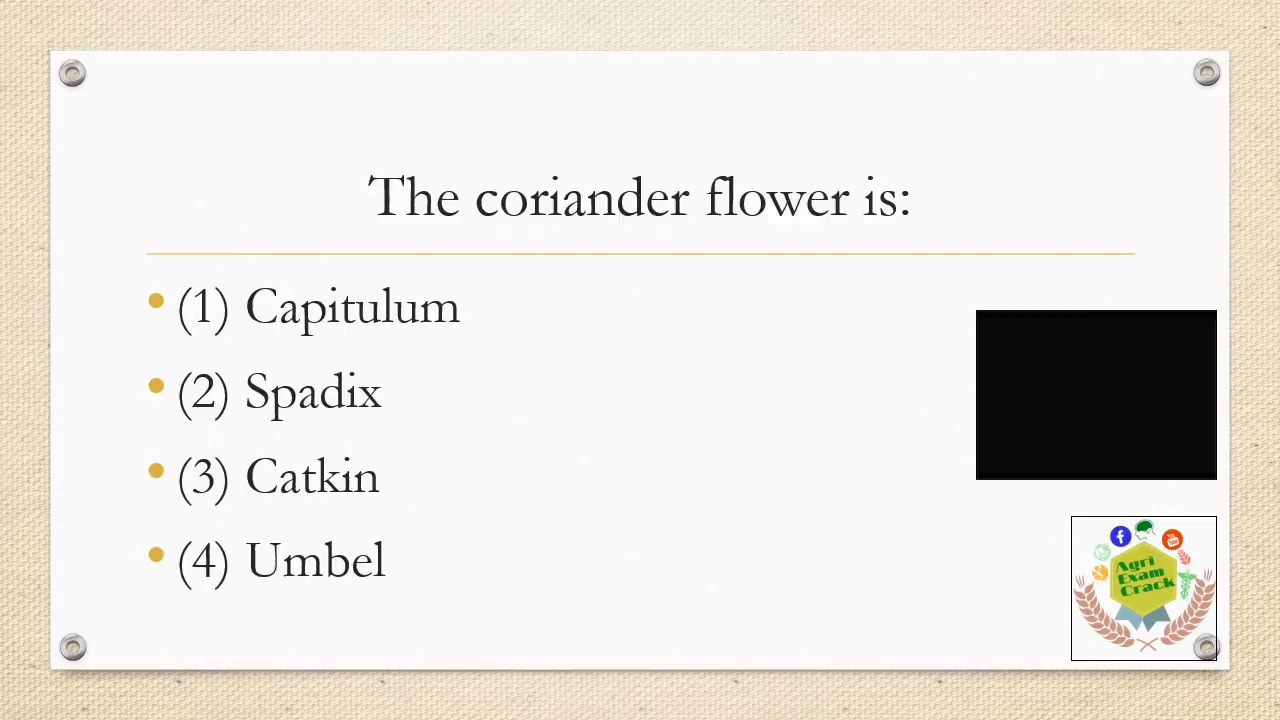 The coriander flower is:
(1) Capitulum
(2) Spadix
(3) Catkin
(4) Umbel
Agri
Exam
Crack